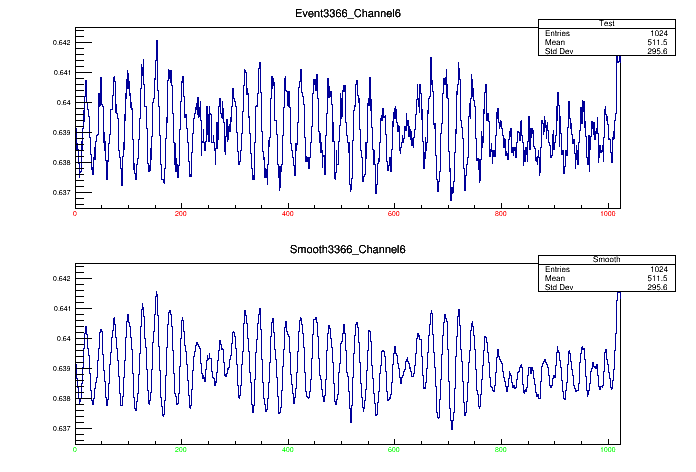 Event3366_Channel6
Test
Entries 1024
Mean 511.5
Std Dev 295.6
0.642
0.641
0.64
0.639
0.638
0.637
0 200 400 600 800 1000
Smooth3366_Channel6
Smooth
Entries 1024
Mean 511.5
Std Dev 295.6
0.642
0.641
0.64
0.639
0.638
0.637
0 200 400 600 800 1000